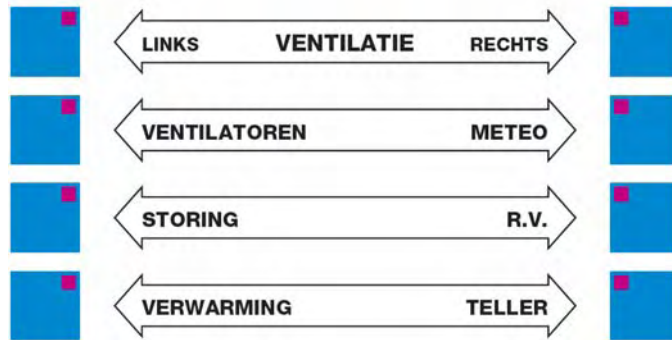 LINKS VENTILATIE RECHTS
VENTILATOREN METEO
STORING R.V.
VERWARMING TELLER